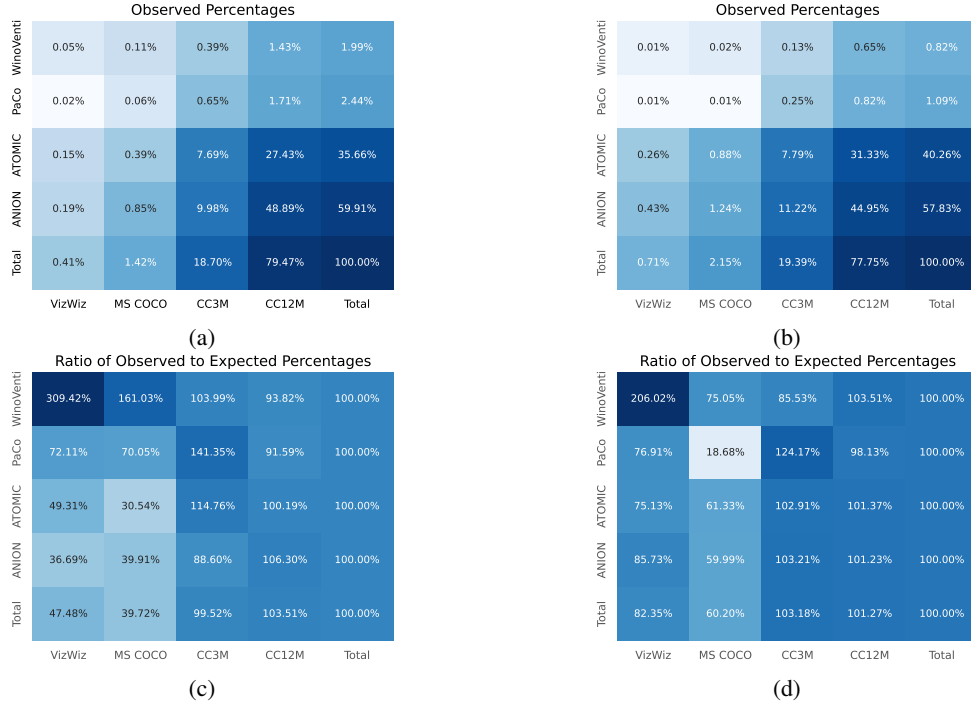 Observed Percentages
WinoVenti 0.05% 0.11% 0.39% 1.43% 1.99%
PaCo 0.02% 0.06% 0.65% 1.71% 2.44%
ATOMIC 0.15% 0.39% 7.69% 27.43% 35.66%
ANION 0.19% 0.85% 9.98% 48.89% 59.91%
Total 0.41% 1.42% 18.70% 79.47% 100.00%
VizWiz MS COCO CC3M CC12M Total
(a)
Observed Percentages
WinoVenti 0.01% 0.02% 0.13% 0.65% 0.82%
PaCo 0.01% 0.01% 0.25% 0.82% 1.09%
ATOMIC 0.26% 0.88% 7.79% 31.33% 40.26%
ANION 0.43% 1.24% 11.22% 44.95% 57.83%
Total 0.71% 2.15% 19.39% 77.75% 100.00%
VizWiz MS COCO CC3M CC12M Total
(b)
Ratio of Observed to Expected Percentages
WinoVenti 309.42% 161.03% 103.99% 93.82% 100.00%
PaCo 72.11% 70.05% 141.35% 91.59% 100.00%
ATOMIC 49.31% 30.54% 114.76% 100.19% 100.00%
ANION 36.69% 39.91% 88.60% 106.30% 100.00%
Total 47.48% 39.72% 99.52% 103.51% 100.00%
VizWiz MS COCO CC3M CC12M Total
(c)
Ratio of Observed to Expected Percentages
WinoVenti 206.02% 75.05% 85.53% 103.51% 100.00%
PaCo 76.91% 18.68% 124.17% 98.13% 100.00%
ATOMIC 75.13% 61.33% 102.91% 101.37% 100.00%
ANION 85.73% 59.99% 103.21% 101.23% 100.00%
Total 82.35% 60.20% 103.18% 101.27% 100.00%
VizWiz MS COCO CC3M CC12M Total
(d)